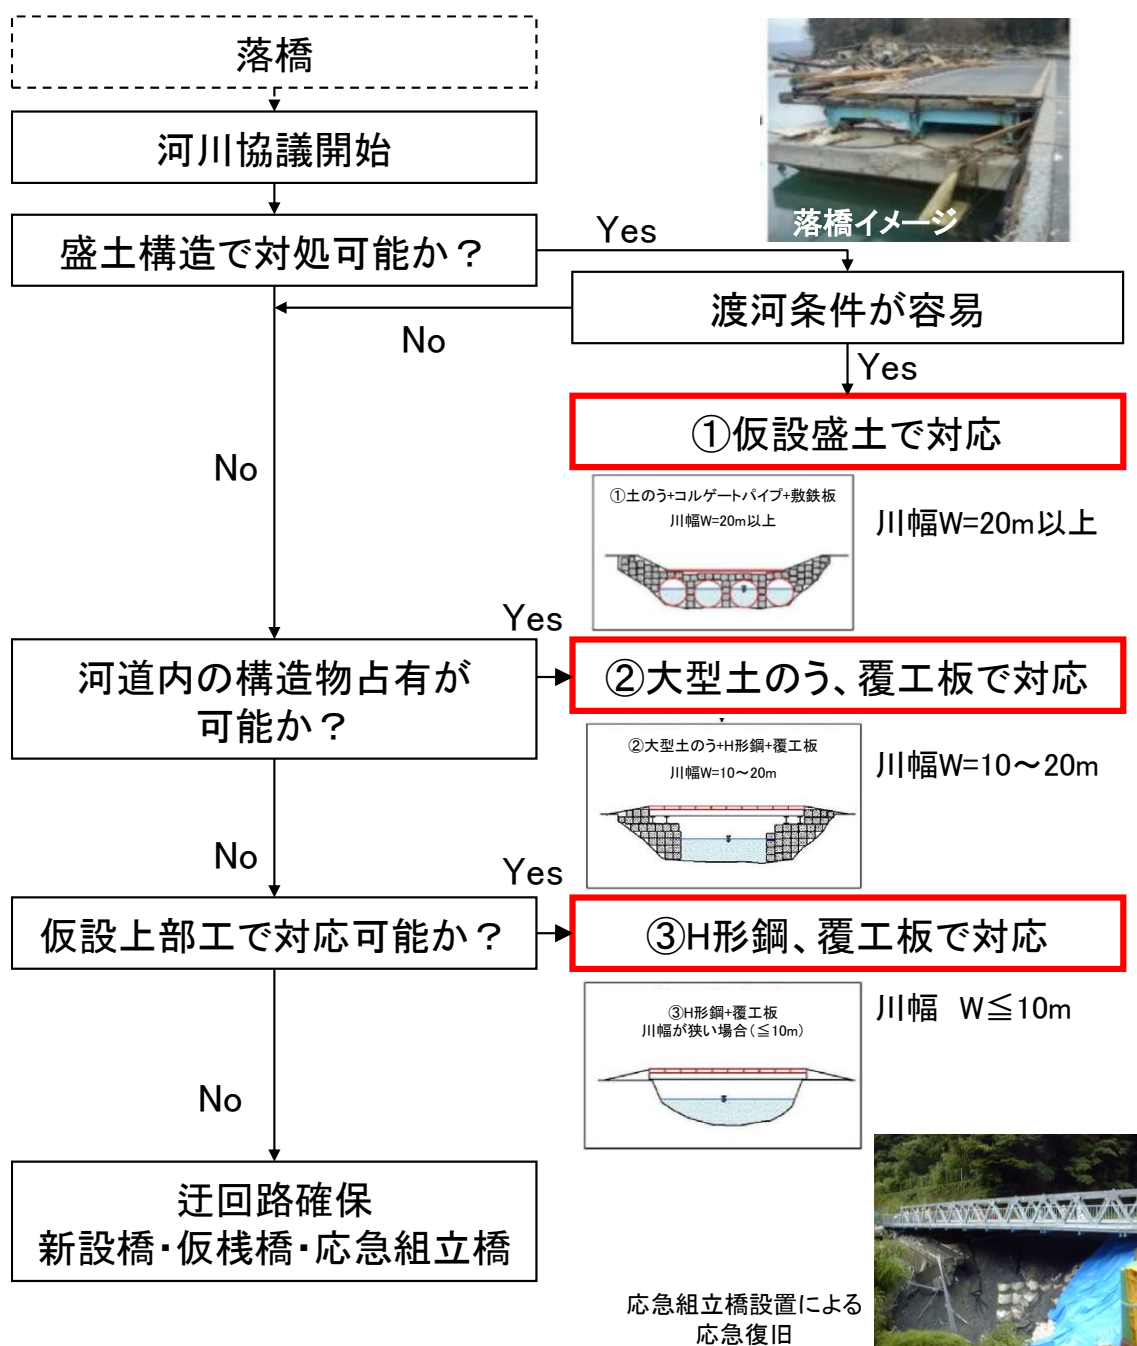 落橋
河川協議開始
落橋イメージ
盛土構造で対処可能か？
Yes
渡河条件が容易
No
Yes
①仮設盛土で対応
No
①土のう+コルゲートパイプ+敷鉄板
川幅W=20m以上
川幅W=20m以上
Yes
河道内の構造物占有が
可能か？
②大型土のう、覆工板で対応
②大型土のう+H形鋼+覆工板
川幅W=10～20m
川幅W=10～20m
No
Yes
仮設上部工で対応可能か？
③H形鋼、覆工板で対応
③H形鋼+覆工板
川幅が狭い場合(≦10m)
川幅　W≦10m
No
迂回路確保
新設橋・仮桟橋・応急組立橋
応急組立橋設置による
応急復旧